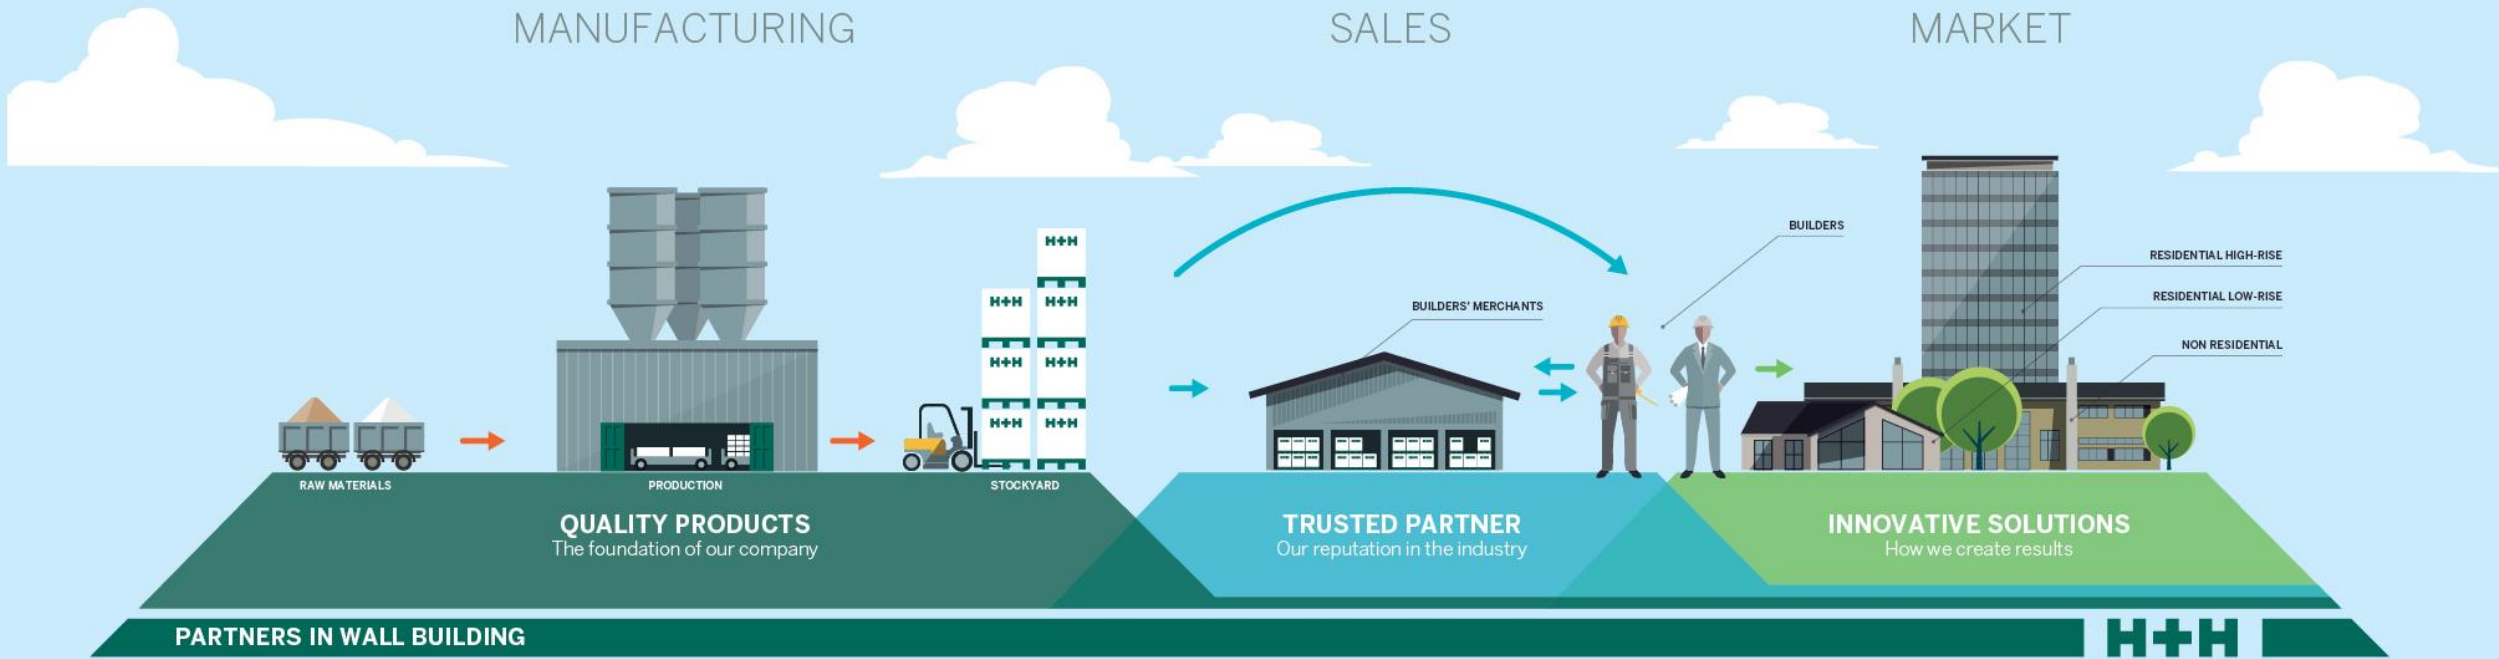 MANUFACTURING
SALES
MARKET
BUILDERS
RESIDENTIAL HIGH-RISE
RESIDENTIAL LOW-RISE
NON RESIDENTIAL
BUILDERS' MERCHANTS
H+H
H+H
H+H
H+H
H+H
H+H
H+H
RAW MATERIALS
PRODUCTION
STOCKYARD
QUALITY PRODUCTS
The foundation of our company
TRUSTED PARTNER
Our reputation in the industry
INNOVATIVE SOLUTIONS
How we create results
PARTNERS IN WALL BUILDING
H+H